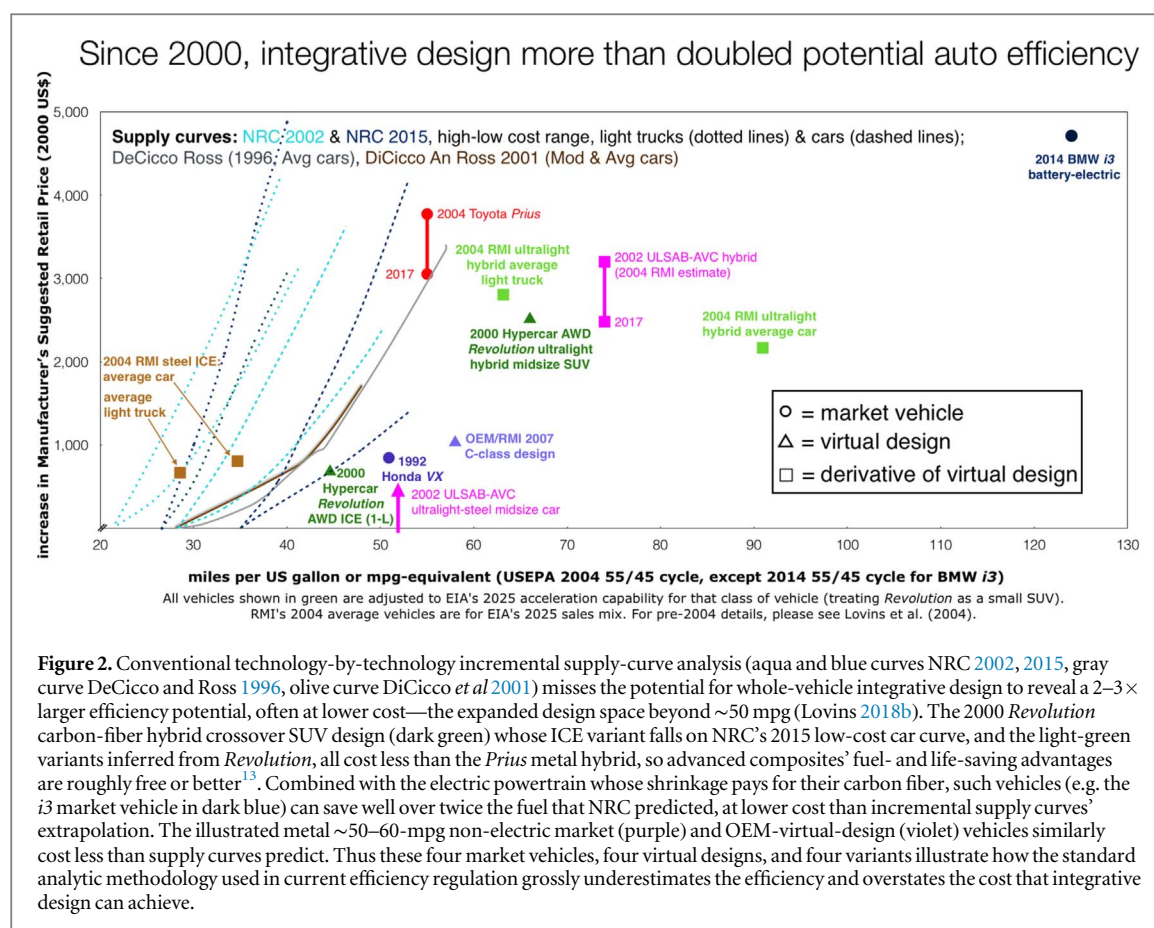 Since 2000, integrative design more than doubled potential auto efficiency
increase in Manufacturer's Suggested Retail Price (2000 US$)
5,000
4,000
3,000
2,000
1,000
Supply curves: NRC 2002 & NRC 2015, high-low cost range, light trucks (dotted lines) & cars (dashed lines);
DeCicco Ross (1996, Avg cars), DiCicco An Ross 2001 (Mod & Avg cars)
2014 BMW i3
battery-electric
2004 Toyota Prius
2017
2004 RMI ultralight
hybrid average
light truck
2002 ULSAB-AVC hybrid
(2004 RMI estimate)
2017
2000 Hypercar AWD
Revolution ultralight
hybrid midsize SUV
2004 RMI ultralight
hybrid average car
2004 RMI steel ICE:
average car
average
light truck
= market vehicle
= virtual design
= derivative of virtual design
OEM/RMI 2007
C-class design
1992
Honda VX
2000
Hypercar
Revolution
AWD ICE (1-L)
2002 ULSAB-AVC
ultralight-steel midsize car
20 30 40 50 60 70 80 90 100 110 120 130
miles per US gallon or mpg-equivalent (USEPA 2004 55/45 cycle, except 2014 55/45 cycle for BMW i3)
All vehicles shown in green are adjusted to EIA's 2025 acceleration capability for that class of vehicle (treating Revolution as a small SUV).
RMI's 2004 average vehicles are for EIA's 2025 sales mix. For pre-2004 details, please see Lovins et al. (2004).
Figure 2. Conventional technology-by-technology incremental supply-curve analysis (aqua and blue curves NRC 2002, 2015, gray
curve DeCicco and Ross 1996, olive curve DiCicco et al 2001) misses the potential for whole-vehicle integrative design to reveal a 2–3×
larger efficiency potential, often at lower cost—the expanded design space beyond ~50 mpg (Lovins 2018b). The 2000 Revolution
carbon-fiber hybrid crossover SUV design (dark green) whose ICE variant falls on NRC's 2015 low-cost car curve, and the light-green
variants inferred from Revolution, all cost less than the Prius metal hybrid, so advanced composites' fuel- and life-saving advantages
are roughly free or better13. Combined with the electric powertrain whose shrinkage pays for their carbon fiber, such vehicles (e.g. the
i3 market vehicle in dark blue) can save well over twice the fuel that NRC predicted, at lower cost than incremental supply curves'
extrapolation. The illustrated metal ~50–60-mpg non-electric market (purple) and OEM-virtual-design (violet) vehicles similarly
cost less than supply curves predict. Thus these four market vehicles, four virtual designs, and four variants illustrate how the standard
analytic methodology used in current efficiency regulation grossly underestimates the efficiency and overstates the cost that integrative
design can achieve.